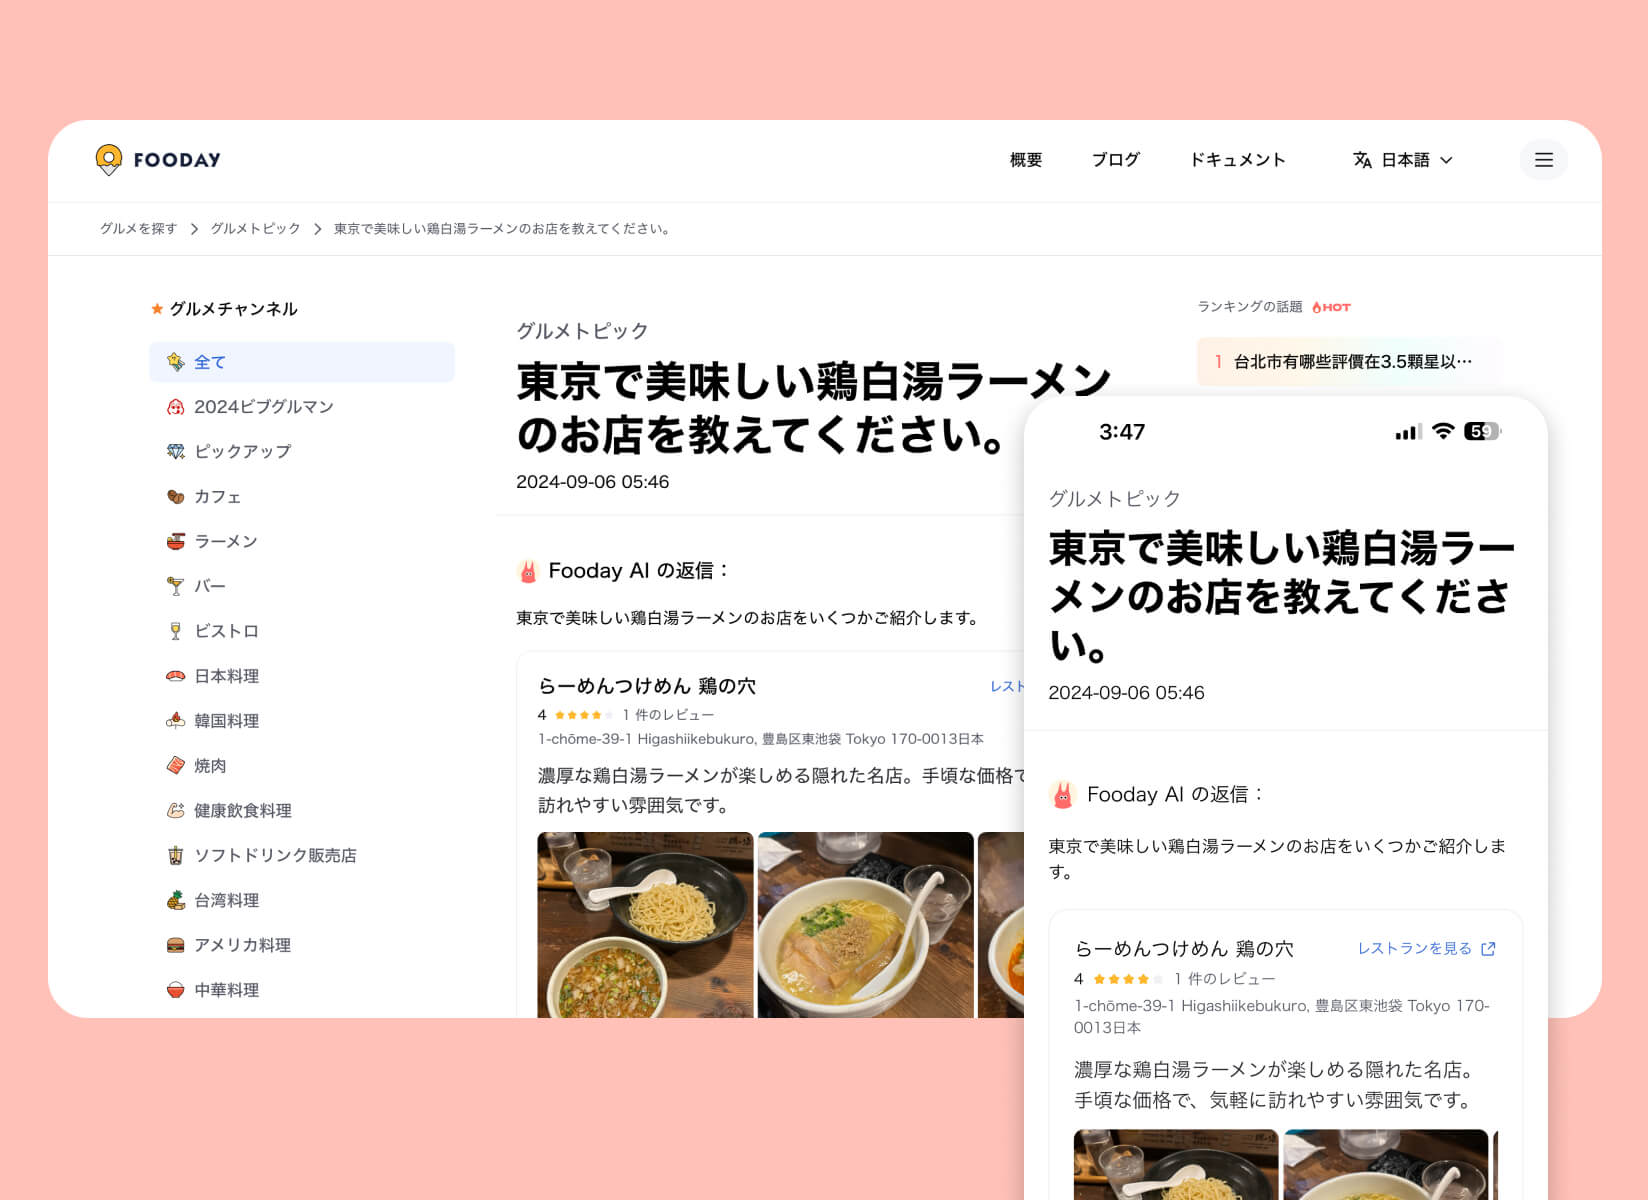 FOODAY
概要
ブログ
ドキュメント
日本語
グルメを探す
グルメトピック
東京で美味しい鶏白湯ラーメンのお店を教えてください。
グルメチャンネル
全て
2024ビブグルマン
ピックアップ
カフェ
ラーメン
バー
ビストロ
日本料理
韓国料理
焼肉
健康飲食料理
ソフトドリンク販売店
台湾料理
アメリカ料理
中華料理
グルメトピック
東京で美味しい鶏白湯ラーメン
のお店を教えてください。
2024-09-06 05:46
Fooday AI の返信：
東京で美味しい鶏白湯ラーメンのお店をいくつかご紹介します。
らーめんつけめん 鶏の穴
レスト
4
1 件のレビュー
1-chōme-39-1 Higashiikebukuro, 豊島区東池袋 Tokyo 170-0013日本
濃厚な鶏白湯ラーメンが楽しめる隠れた名店。手頃な価格で
訪れやすい雰囲気です。
ランキングの話題
HOT
1 台北市有哪些評價在3.5顆星以…
3:47
59
グルメトピック
東京で美味しい鶏白湯ラー
メンのお店を教えてくださ
い。
2024-09-06 05:46
Fooday AI の返信：
東京で美味しい鶏白湯ラーメンのお店をいくつかご紹介しま
す。
らーめんつけめん 鶏の穴
レストランを見る
4
1 件のレビュー
1-chōme-39-1 Higashiikebukuro, 豊島区東池袋 Tokyo 170-
0013日本
濃厚な鶏白湯ラーメンが楽しめる隠れた名店。
手頃な価格で、気軽に訪れやすい雰囲気です。